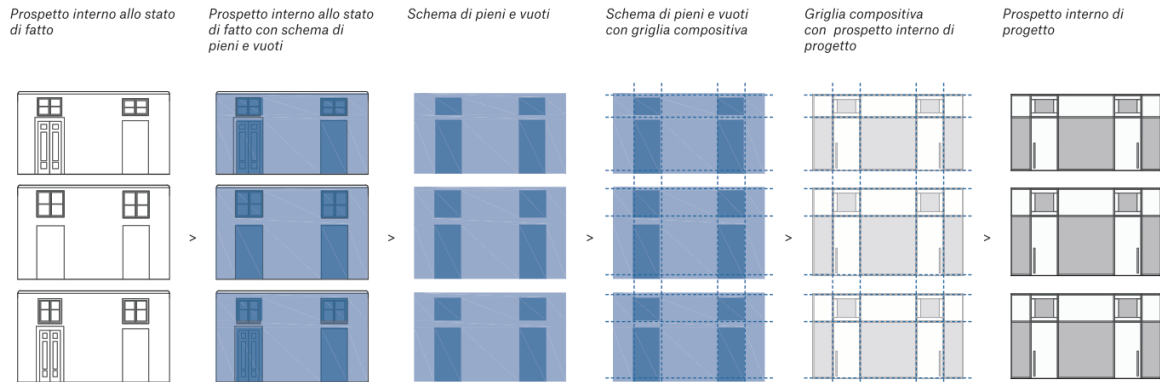 Prospetto interno allo stato
di fatto
Prospetto interno allo stato
di fatto con schema di
pieni e vuoti
Schema di pieni e vuoti
Schema di pieni e vuoti
con griglia compositiva
Griglia compositiva
con prospetto interno di
progetto
Prospetto interno di
progetto
> > > > >